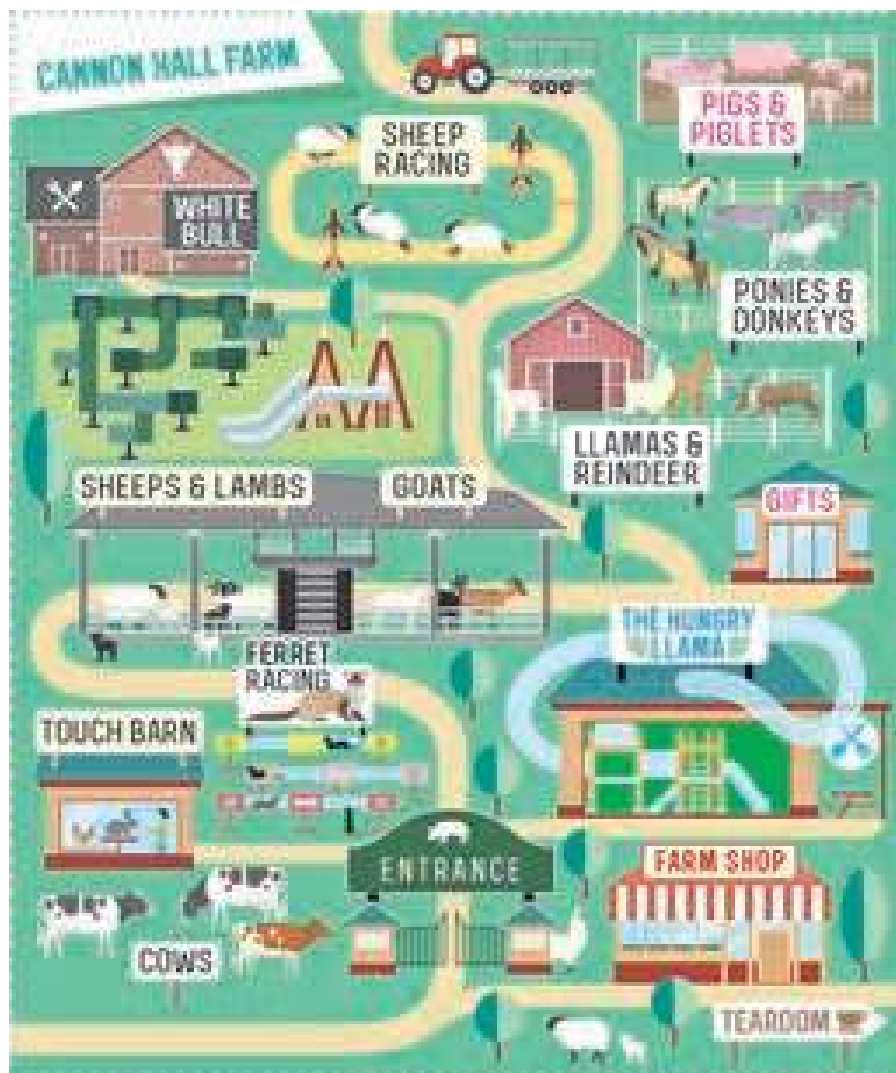 CANNON HALL FARM
SHEEP
RACING
PIGS &
PIGLETS
WHITE
BULL
PONIES &
DONKEYS
LLAMAS &
REINDEER
SHEEPS & LAMBS
GOATS
GIFTS
THE HUNGRY
LLAMA
FERRET
RACING
TOUCH BARN
ENTRANCE
FARM SHOP
COWS
TEAROOM